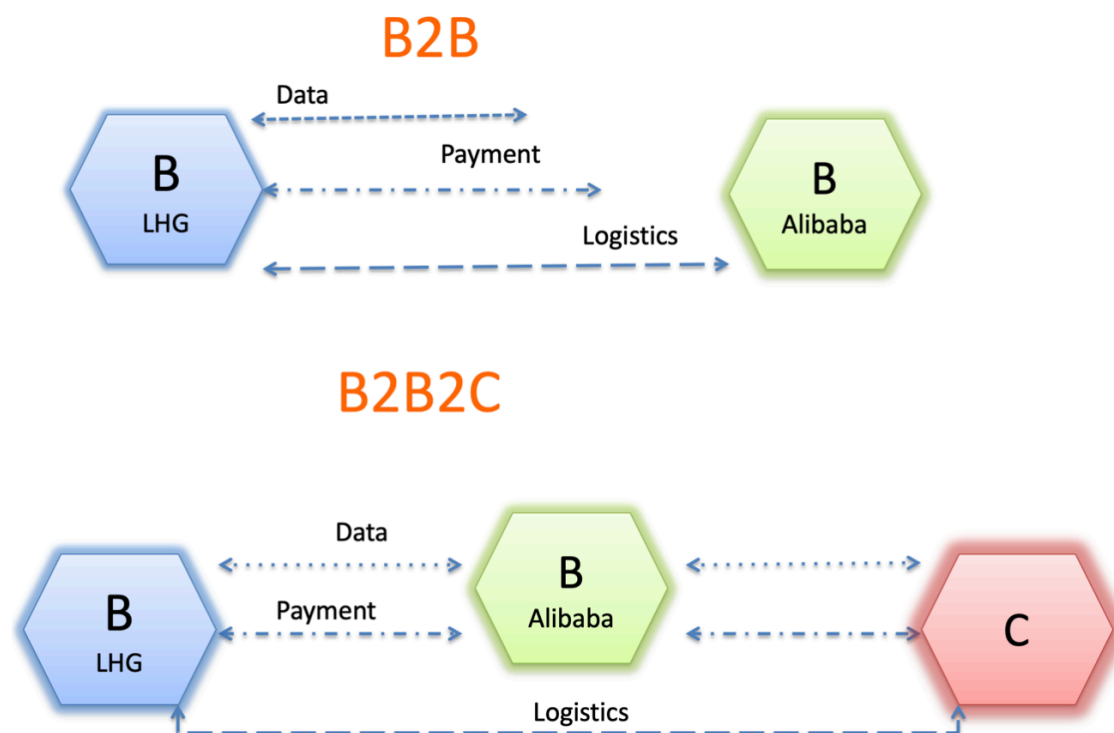 B2B
Data
Payment
Logistics
B
LHG
B
Alibaba
B2B2C
Data
Payment
Logistics
B
LHG
B
Alibaba
C